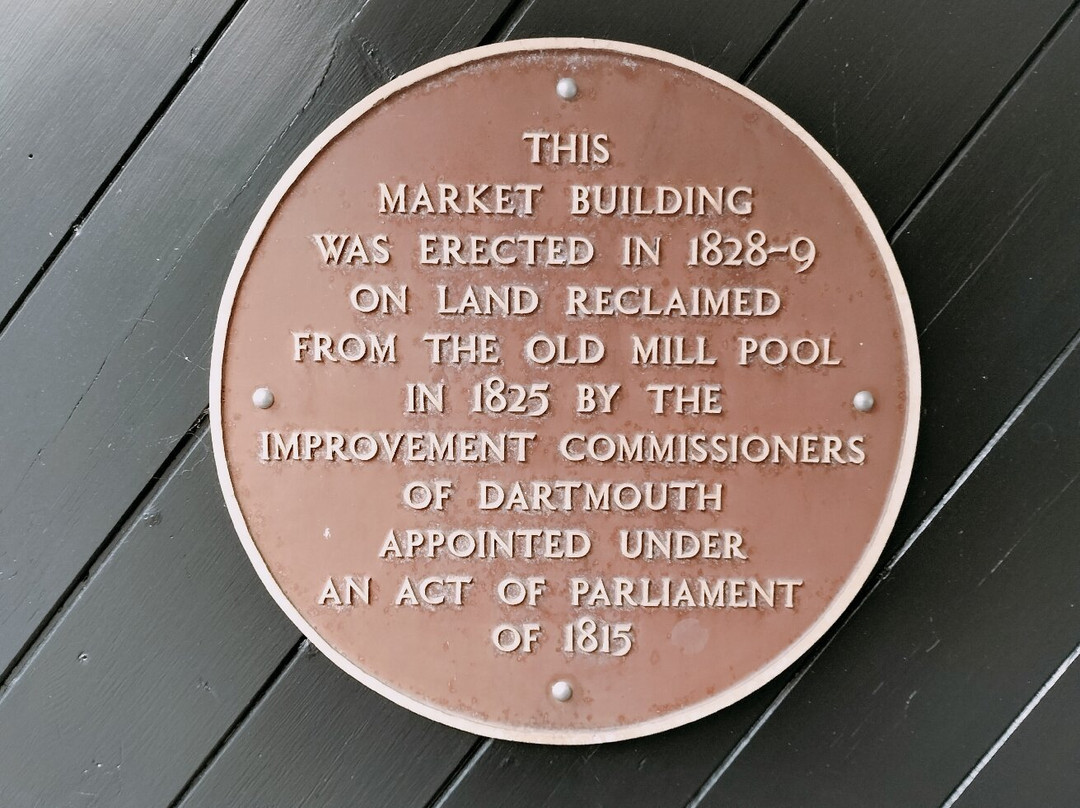 THIS
MARKET BUILDING
WAS ERECTED IN 1828-9
ON LAND RECLAIMED
FROM THE OLD MILL POOL
IN 1825 BY THE
IMPROVEMENT COMMISSIONERS
OF DARTMOUTH
APPOINTED UNDER
AN ACT OF PARLIAMENT
OF 1815